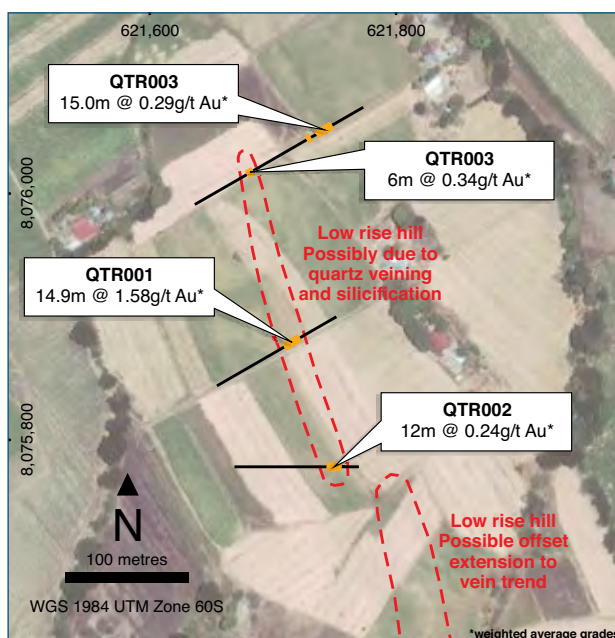 621,600
621,800
QTR003
15.0m @ 0.29g/t Au*
QTR003
6m @ 0.34g/t Au*
8,076,000
Low rise hill
Possibly due to
quartz veining
and silicification
QTR001
14.9m @ 1.58g/t Au*
QTR002
12m @ 0.24g/t Au*
8,075,800
N
100 metres
WGS 1984 UTM Zone 60S
Low rise hill
Possible offset
extension to
vein trend
*weighted average grades